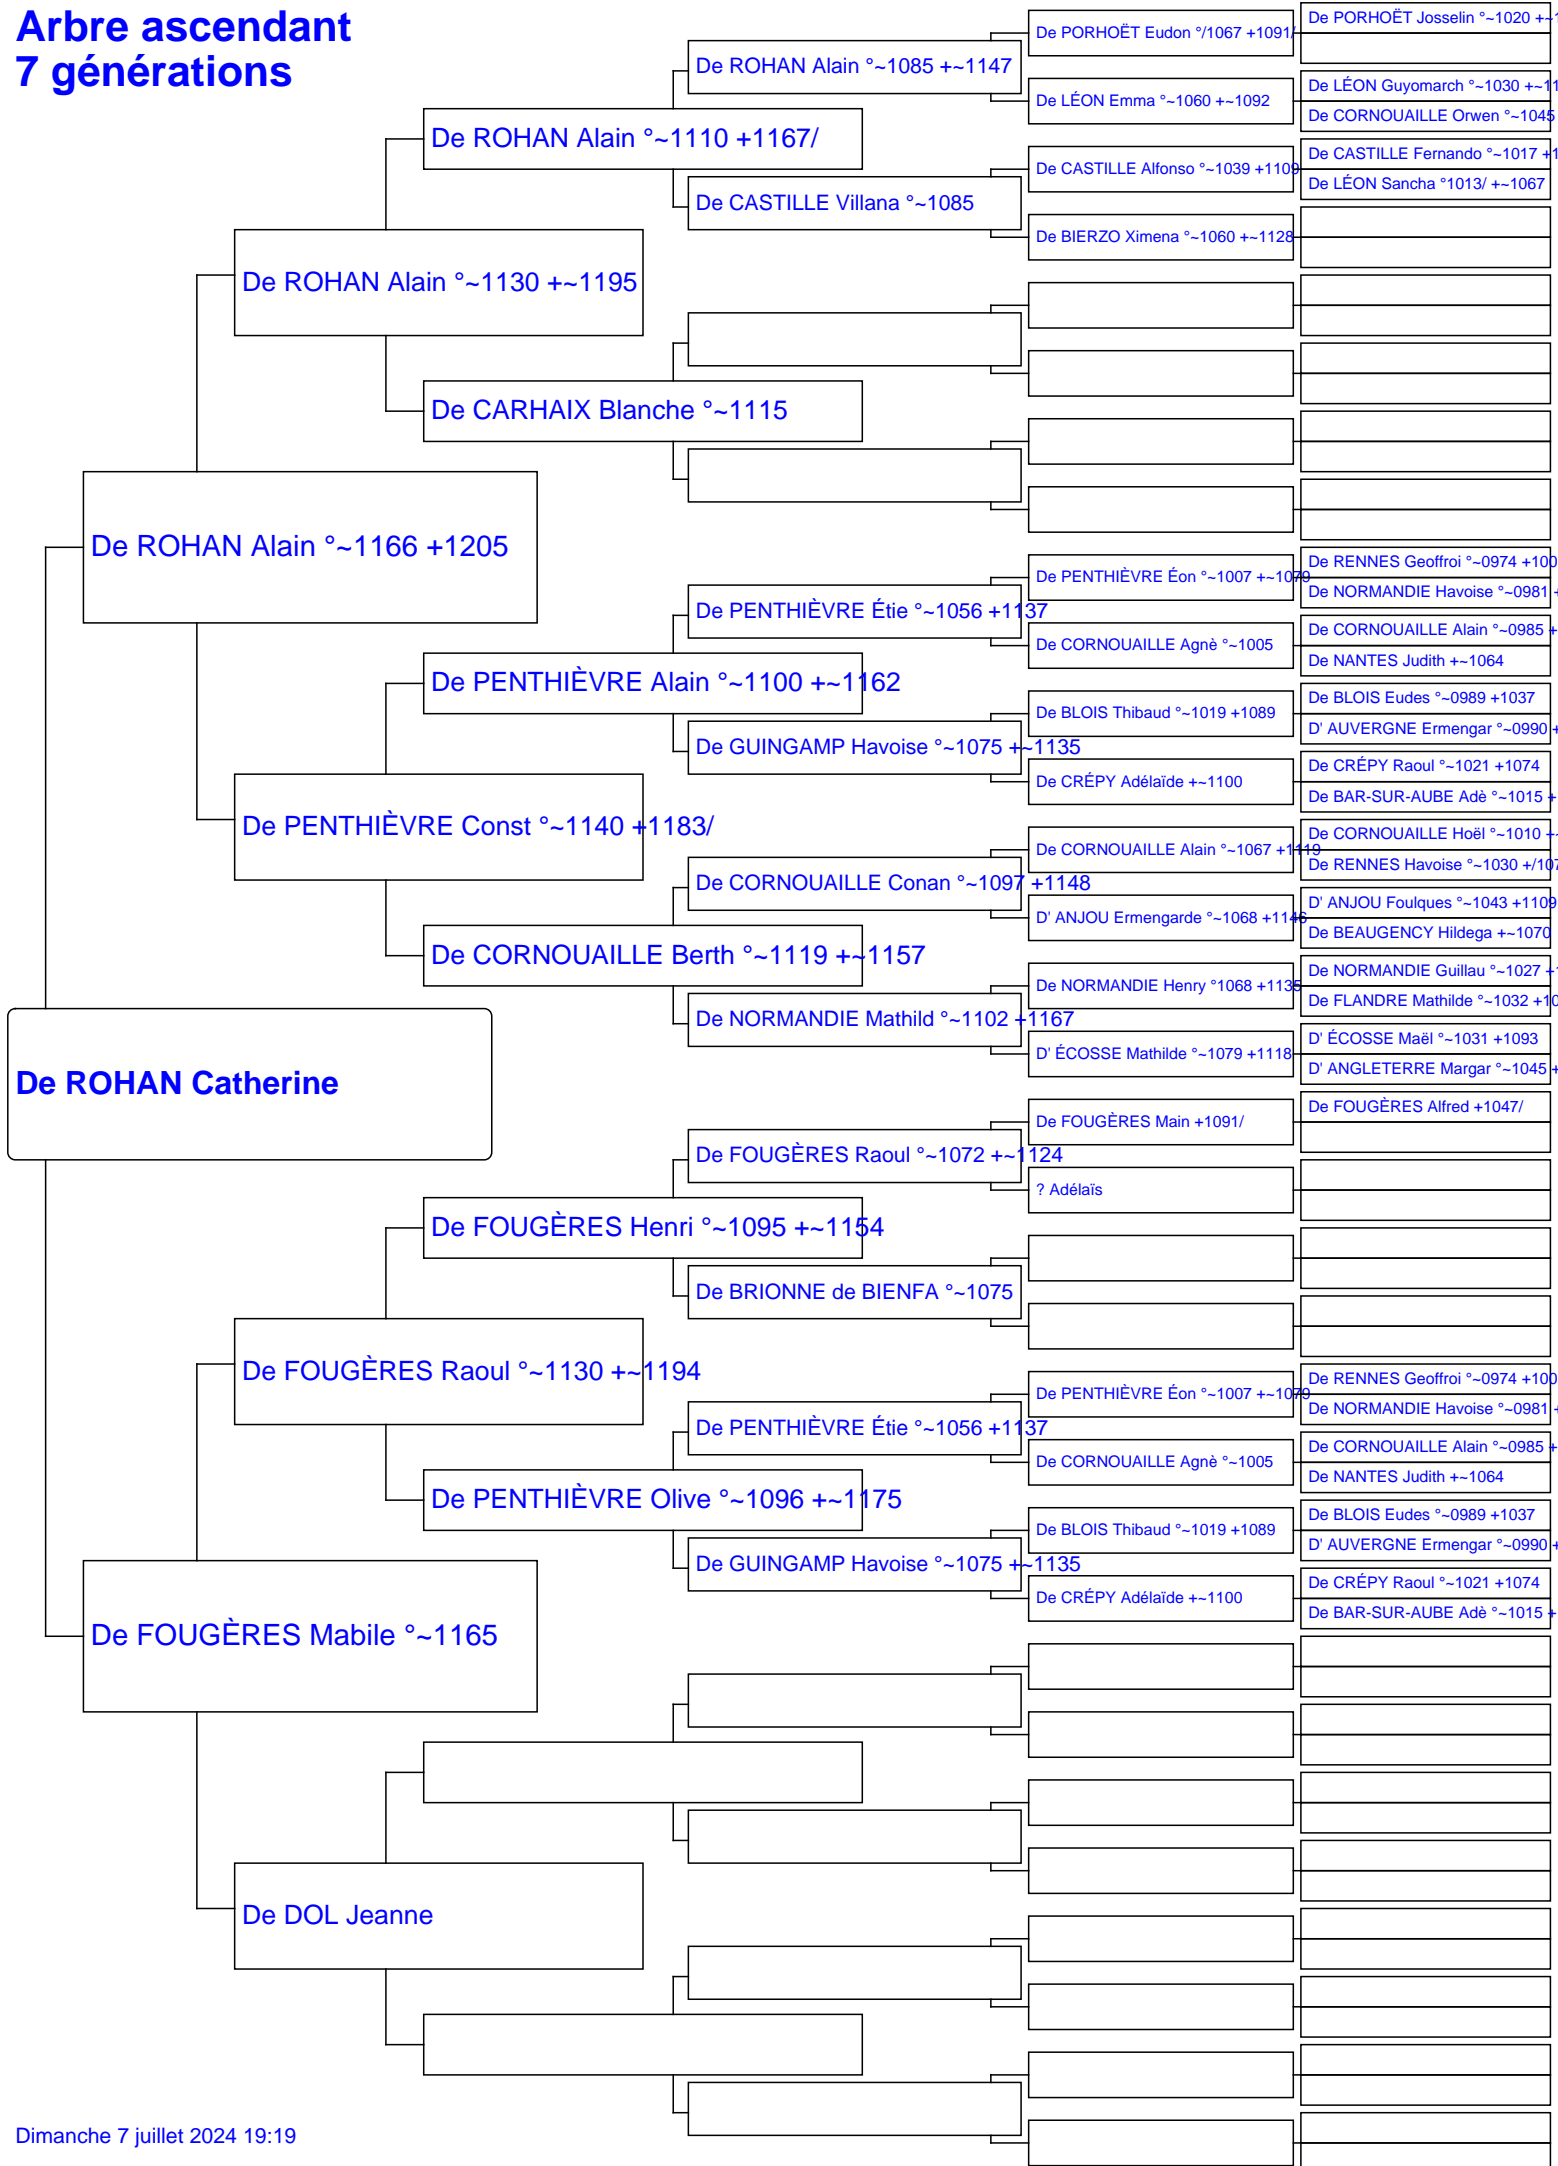 Arbre ascendant
7 générations
De ROHAN Catherine
De ROHAN Alain °~1166 +1205
De FOUGÈRES Mabile °~1165
De ROHAN Alain °~1130 +~1195
De PENTHIÈVRE Const °~1140 +1183/
De FOUGÈRES Raoul °~1130 +~1194
De DOL Jeanne
De ROHAN Alain °~1110 +1167/
De CARHAIX Blanche °~1115
De PENTHIÈVRE Alain °~1100 +~1162
De CORNOUAILLE Berth °~1119 +~1157
De FOUGÈRES Henri °~1095 +~1154
De PENTHIÈVRE Olive °~1096 +~1175
De ROHAN Alain °~1085 +~1147
De CASTILLE Villana °~1085
De PENTHIÈVRE Étie °~1056 +1137
De GUINGAMP Havoise °~1075 +~1135
De CORNOUAILLE Conan °~1097 +1148
De NORMANDIE Mathild °~1102 +1167
De FOUGÈRES Raoul °~1072 +~1124
De BRIONNE de BIENFA °~1075
De PENTHIÈVRE Étie °~1056 +1137
De GUINGAMP Havoise °~1075 +~1135
De PORHOËT Eudon °/1067 +1091/
De LÉON Emma °~1060 +~1092
De CASTILLE Alfonso °~1039 +1109
De BIERZO Ximena °~1060 +~1128
De PENTHIÈVRE Éon °~1007 +~1079
De CORNOUAILLE Agnè °~1005
De BLOIS Thibaud °~1019 +1089
De CRÉPY Adélaïde +~1100
De CORNOUAILLE Alain °~1067 +1119
D' ANJOU Ermengarde °~1068 +1146
De NORMANDIE Henry °1068 +1135
D' ÉCOSSE Mathilde °~1079 +1118
De FOUGÈRES Main +1091/
? Adélaïs
De PENTHIÈVRE Éon °~1007 +~1079
De CORNOUAILLE Agnè °~1005
De BLOIS Thibaud °~1019 +1089
De CRÉPY Adélaïde +~1100
De PORHOËT Josselin °~1020 +~1
De LÉON Guyomarch °~1030 +~11
De CORNOUAILLE Orwen °~1045
De CASTILLE Fernando °~1017 +1
De LÉON Sancha °1013/ +~1067
De RENNES Geoffroi °~0974 +100
De NORMANDIE Havoise °~0981 +
De CORNOUAILLE Alain °~0985 +
De NANTES Judith +~1064
De BLOIS Eudes °~0989 +1037
D' AUVERGNE Ermengar °~0990 +
De CRÉPY Raoul °~1021 +1074
De BAR-SUR-AUBE Adè °~1015 +
De CORNOUAILLE Hoël °~1010 +~
De RENNES Havoise °~1030 +/107
D' ANJOU Foulques °~1043 +1109
De BEAUGENCY Hildega +~1070
De NORMANDIE Guillau °~1027 +1
De FLANDRE Mathilde °~1032 +10
D' ÉCOSSE Maël °~1031 +1093
D' ANGLETERRE Margar °~1045 +
De FOUGÈRES Alfred +1047/
De RENNES Geoffroi °~0974 +100
De NORMANDIE Havoise °~0981 +
De CORNOUAILLE Alain °~0985 +
De NANTES Judith +~1064
De BLOIS Eudes °~0989 +1037
D' AUVERGNE Ermengar °~0990 +
De CRÉPY Raoul °~1021 +1074
De BAR-SUR-AUBE Adè °~1015 +
Dimanche 7 juillet 2024 19:19